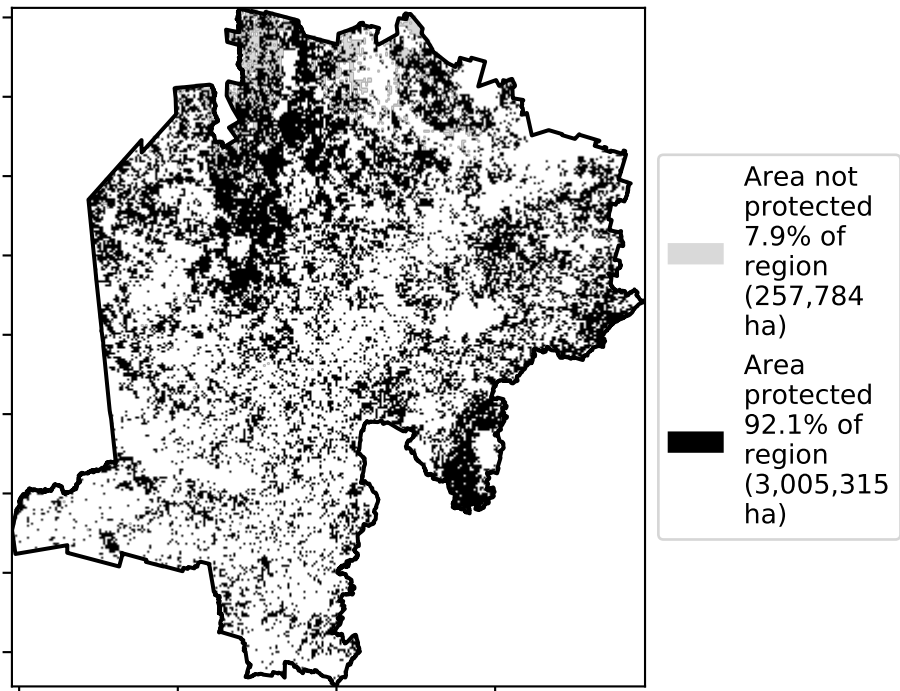 Area not
protected
7.9% of
region
(257,784
ha)
Area
protected
92.1% of
region
(3,005,315
ha)